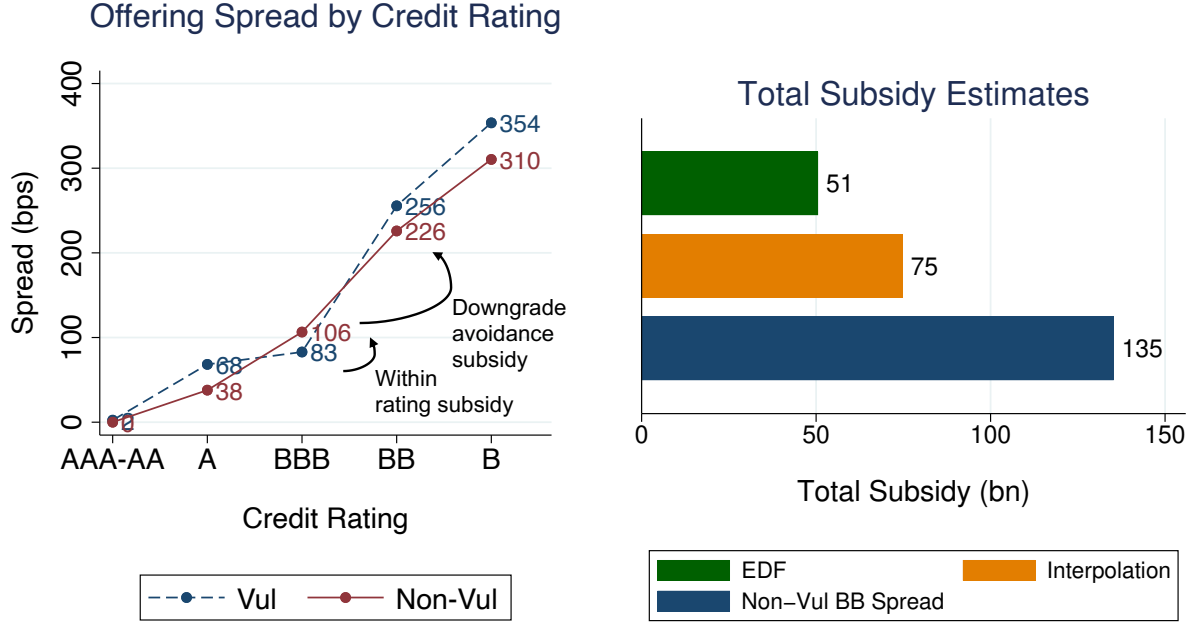 Offering Spread by Credit Rating
Spread (bps)
400
300
200
100
0
354
310
256
226
106
83
68
38
0
Downgrade
avoidance
subsidy
Within
rating subsidy
AAA-AA
A
BBB
BB
B
Credit Rating
Vul
Non-Vul
Total Subsidy Estimates
51
75
135
0
50
100
150
Total Subsidy (bn)
EDF
Interpolation
Non-Vul BB Spread